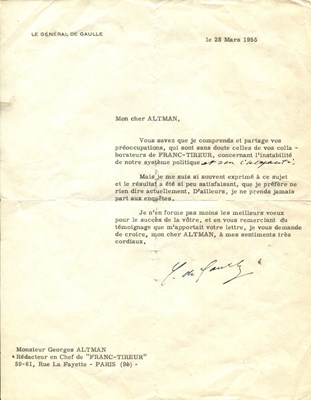 LE GÉNÉRAL DE GAULLE
le 28 Mars 1955
Mon cher ALTMAN,
Vous savez que je comprends et partage vos
préoccupations, qui sont sans doute celles de vos colla -
borateurs de FRANC-TIREUR, concernant l'instabilité
de notre système politique et son incapacité.
Mais je me suis si souvent exprimé à ce sujet
et le résultat a été si peu satisfaisant, que je préfère ne
rien dire actuellement. D'ailleurs, je ne prends jamais
part aux enquêtes.
Je n'en forme pas moins les meilleurs voeux
pour le succès de la vôtre, et en vous remerciant du
témoignage que m'apportait votre lettre, je vous demande
de croire, mon cher ALTMAN, à mes sentiments très
cordiaux.
C. de Gaulle
Monsieur Georges ALTMAN
Rédacteur en Chef de "FRANC-TIREUR"
59-61, Rue La Fayette - PARIS (9è) -